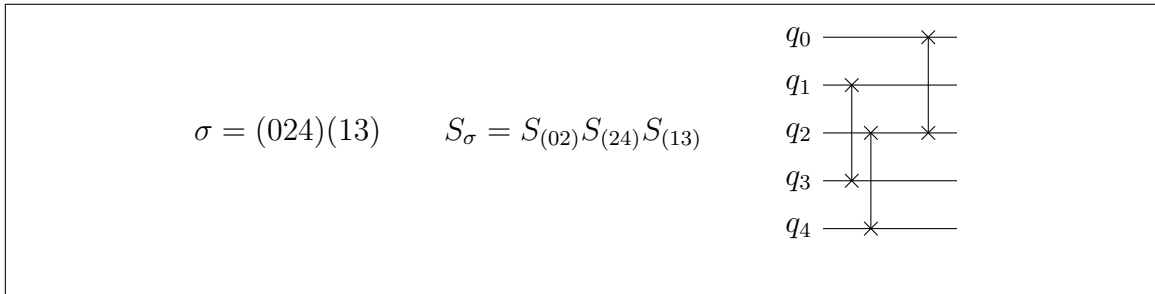 q_0
q_1
σ = (024)(13) S_σ = S_{(02)}S_{(24)}S_{(13)} q_2
q_3
q_4